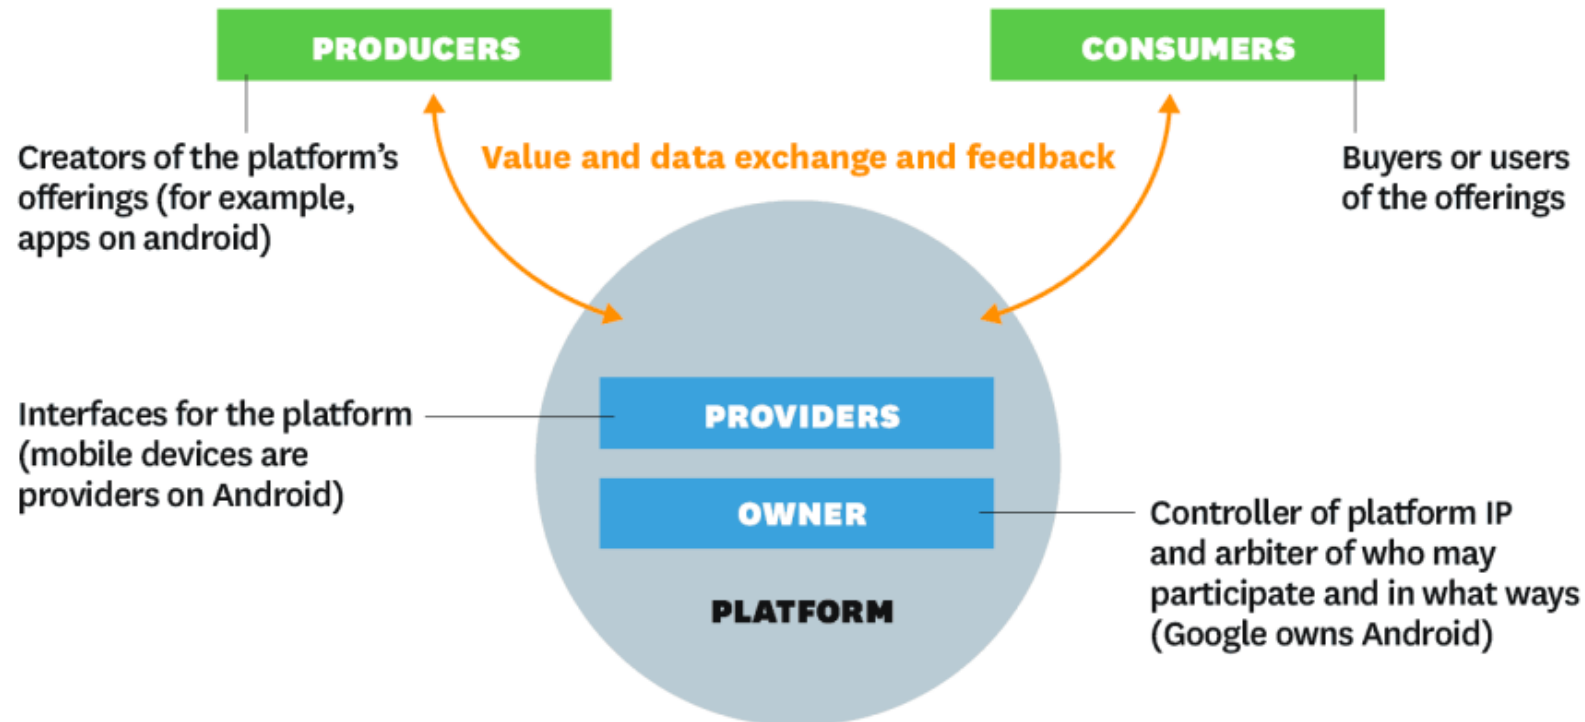 PRODUCERS
CONSUMERS
Creators of the platform’s
offerings (for example,
apps on android)
Value and data exchange and feedback
Buyers or users
of the offerings
Interfaces for the platform
(mobile devices are
providers on Android)
PROVIDERS
OWNER
Controller of platform IP
and arbiter of who may
participate and in what ways
(Google owns Android)
PLATFORM